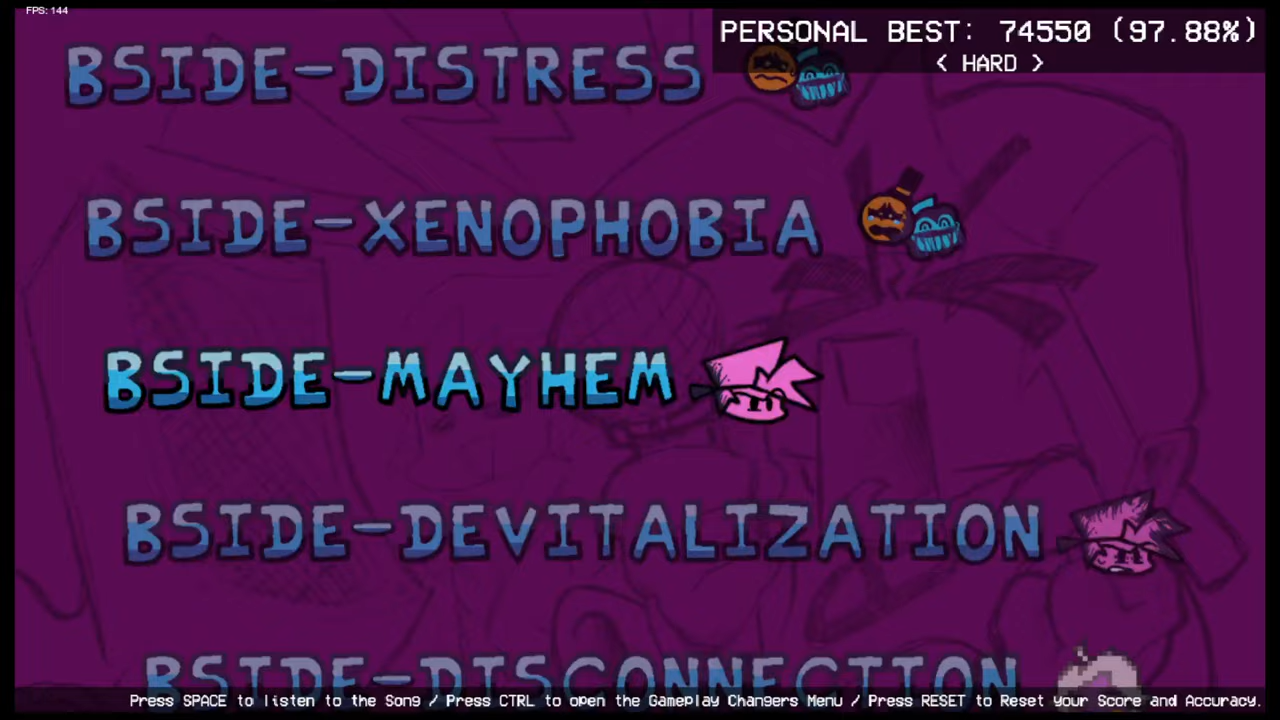 FPS: 144
PERSONAL BEST: 74550 (97.88%)
< HARD >
BSIDE-DISTRESS
BSIDE-XENOPHOBIA
BSIDE-MAYHEM
BSIDE-DEVITALIZATION
BSIDE-DISCONNECTION
Press SPACE to listen to the Song / Press CTRL to open the Gameplay Changers Menu / Press RESET to Reset your Score and Accuracy.